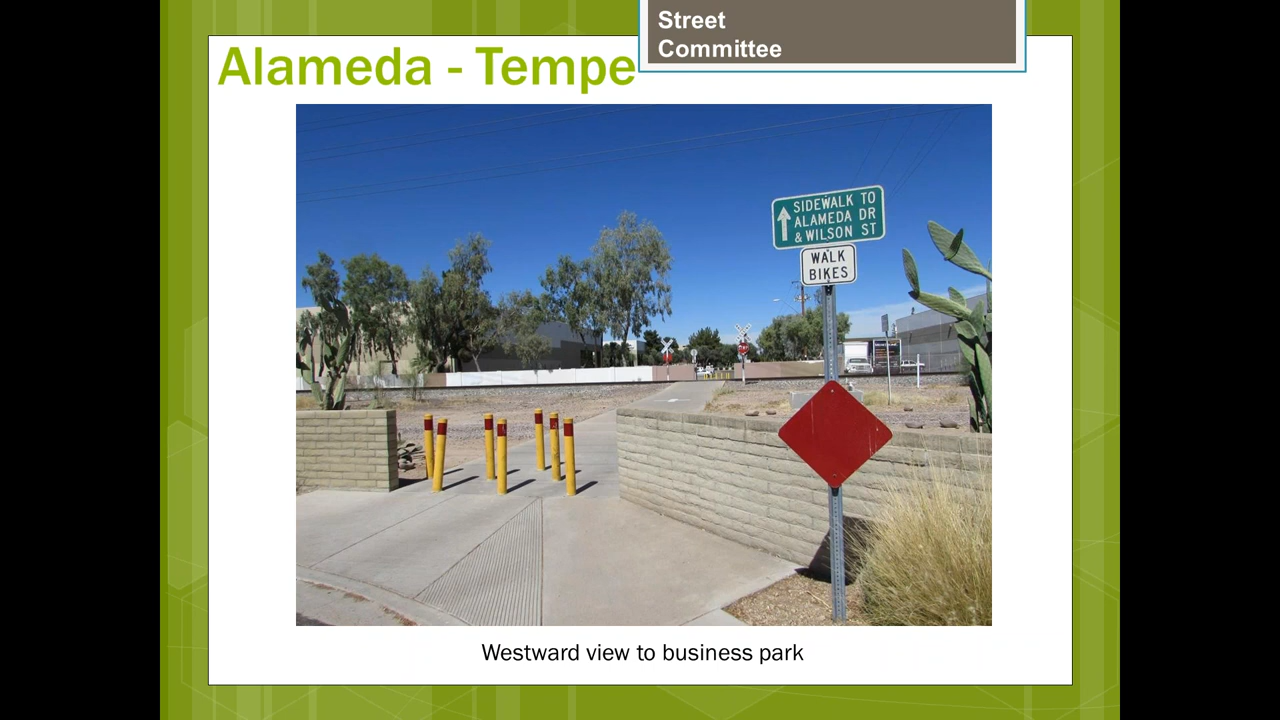 Street
Committee
Alameda - Tempe
SIDEWALK TO
ALAMEDA DR
& WILSON ST
WALK
BIKES
Westward view to business park